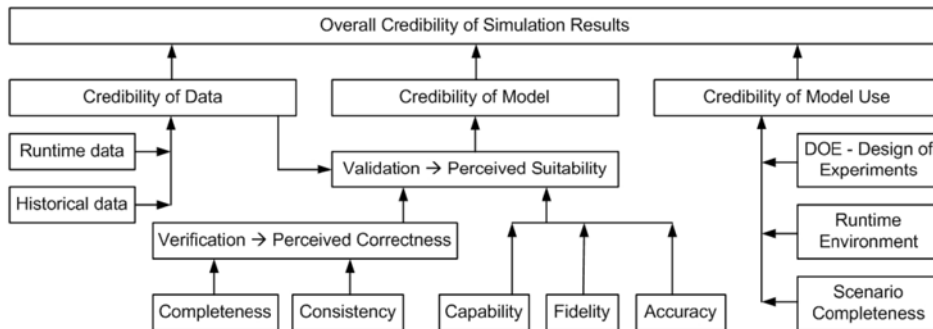 Overall Credibility of Simulation Results
Credibility of Data
Credibility of Model
Credibility of Model Use
Runtime data
Historical data
Validation → Perceived Suitability
DOE - Design of
Experiments
Verification → Perceived Correctness
Runtime
Environment
Completeness
Consistency
Capability
Fidelity
Accuracy
Scenario
Completeness